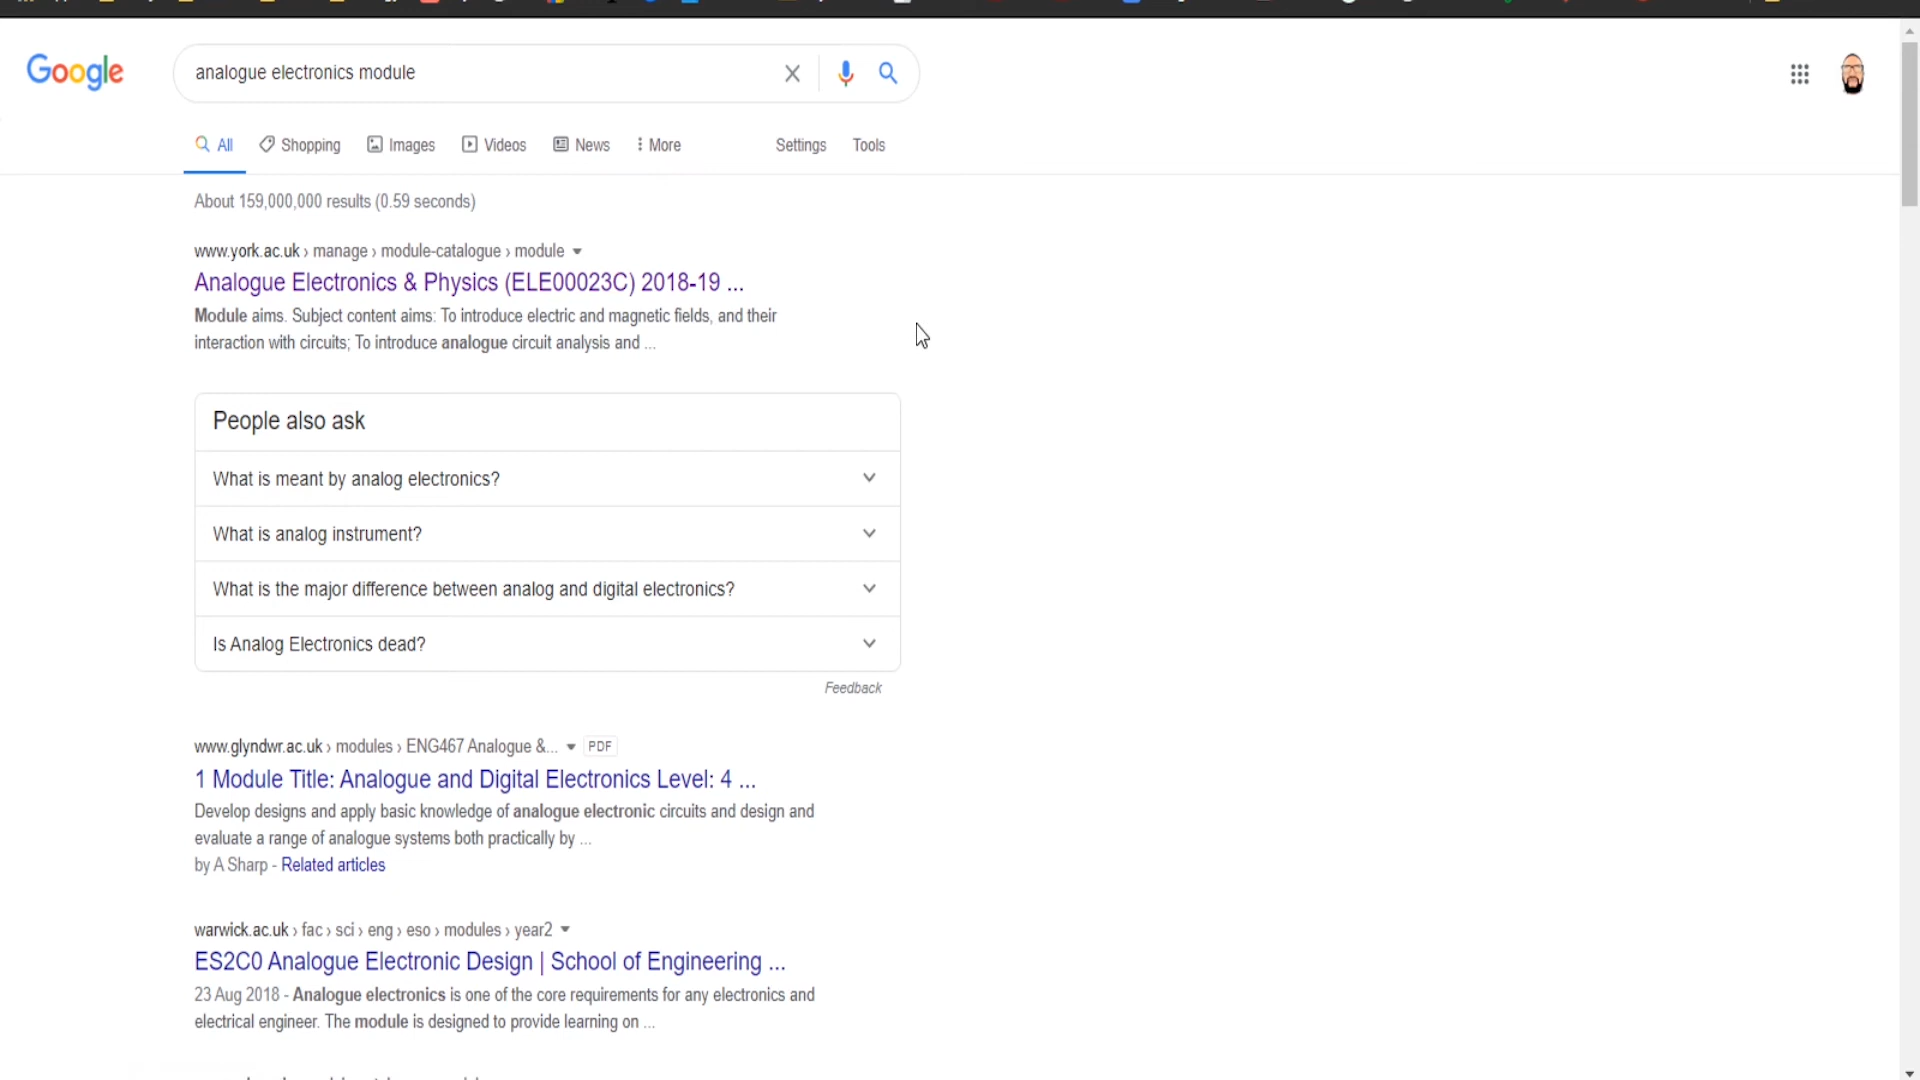 Google
analogue electronics module
All Shopping Images Videos News More Settings Tools
About 159,000,000 results (0.59 seconds)
www.york.ac.uk › manage › module-catalogue › module
Analogue Electronics & Physics (ELE00023C) 2018-19 ...
Module aims. Subject content aims: To introduce electric and magnetic fields, and their
interaction with circuits; To introduce analogue circuit analysis and ...
People also ask
What is meant by analog electronics?
What is analog instrument?
What is the major difference between analog and digital electronics?
Is Analog Electronics dead?
Feedback
www.glyndwr.ac.uk › modules › ENG467 Analogue &... PDF
1 Module Title: Analogue and Digital Electronics Level: 4 ...
Develop designs and apply basic knowledge of analogue electronic circuits and design and
evaluate a range of analogue systems both practically by ...
by A Sharp - Related articles
warwick.ac.uk › fac › sci › eng › eso › modules › year2
ES2C0 Analogue Electronic Design | School of Engineering ...
23 Aug 2018 - Analogue electronics is one of the core requirements for any electronics and
electrical engineer. The module is designed to provide learning on ...